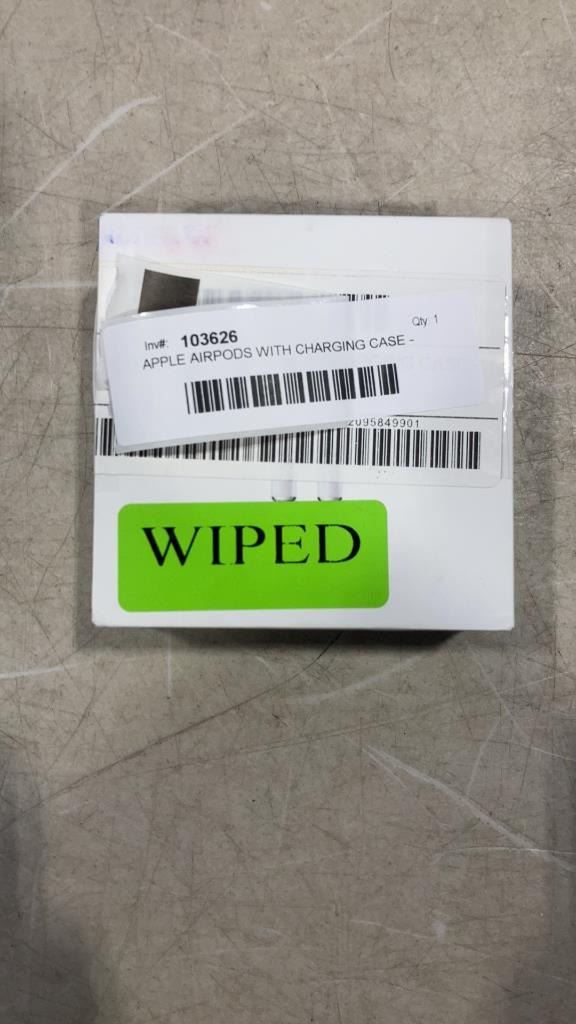 Inv#: 103626 Qty: 1
APPLE AIRPODS WITH CHARGING CASE -
2095849901
WIPED